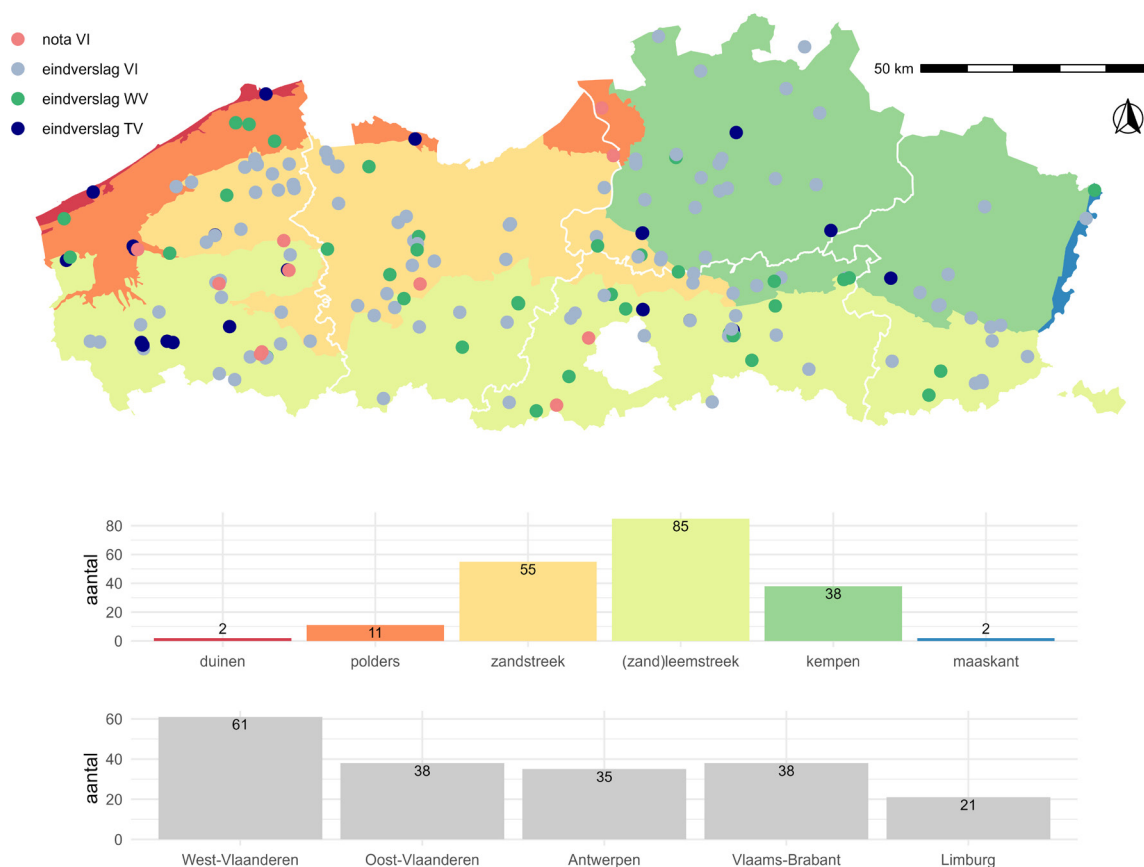 nota VI
eindverslag VI
eindverslag WV
eindverslag TV
50 km
aantal
80
60
40
20
0
2
11
55
85
38
2
duinen
polders
zandstreek
(zand)leemstreek
kempen
maaskant
aantal
60
40
20
0
61
38
35
38
21
West-Vlaanderen
Oost-Vlaanderen
Antwerpen
Vlaams-Brabant
Limburg